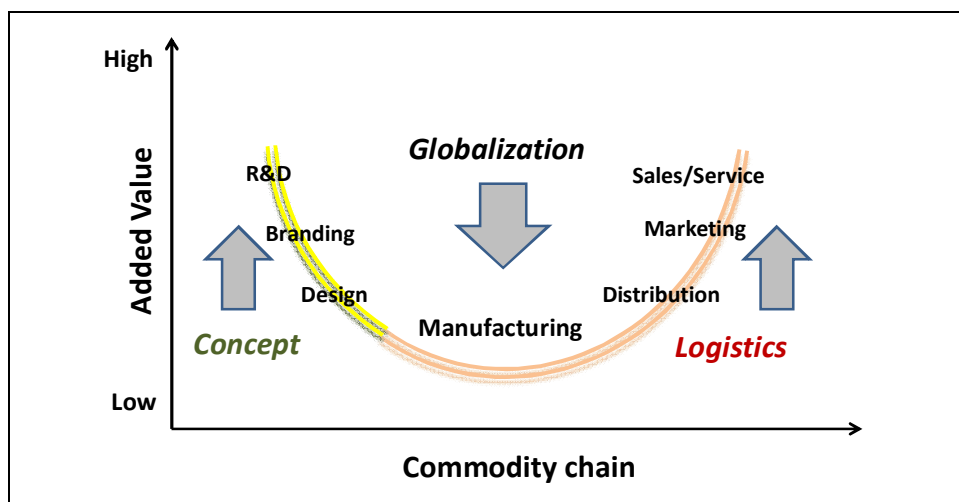 High
Globalization
R&D
Sales/Service
Branding
Marketing
Added Value
Design
Distribution
Manufacturing
Concept
Logistics
Low
Commodity chain